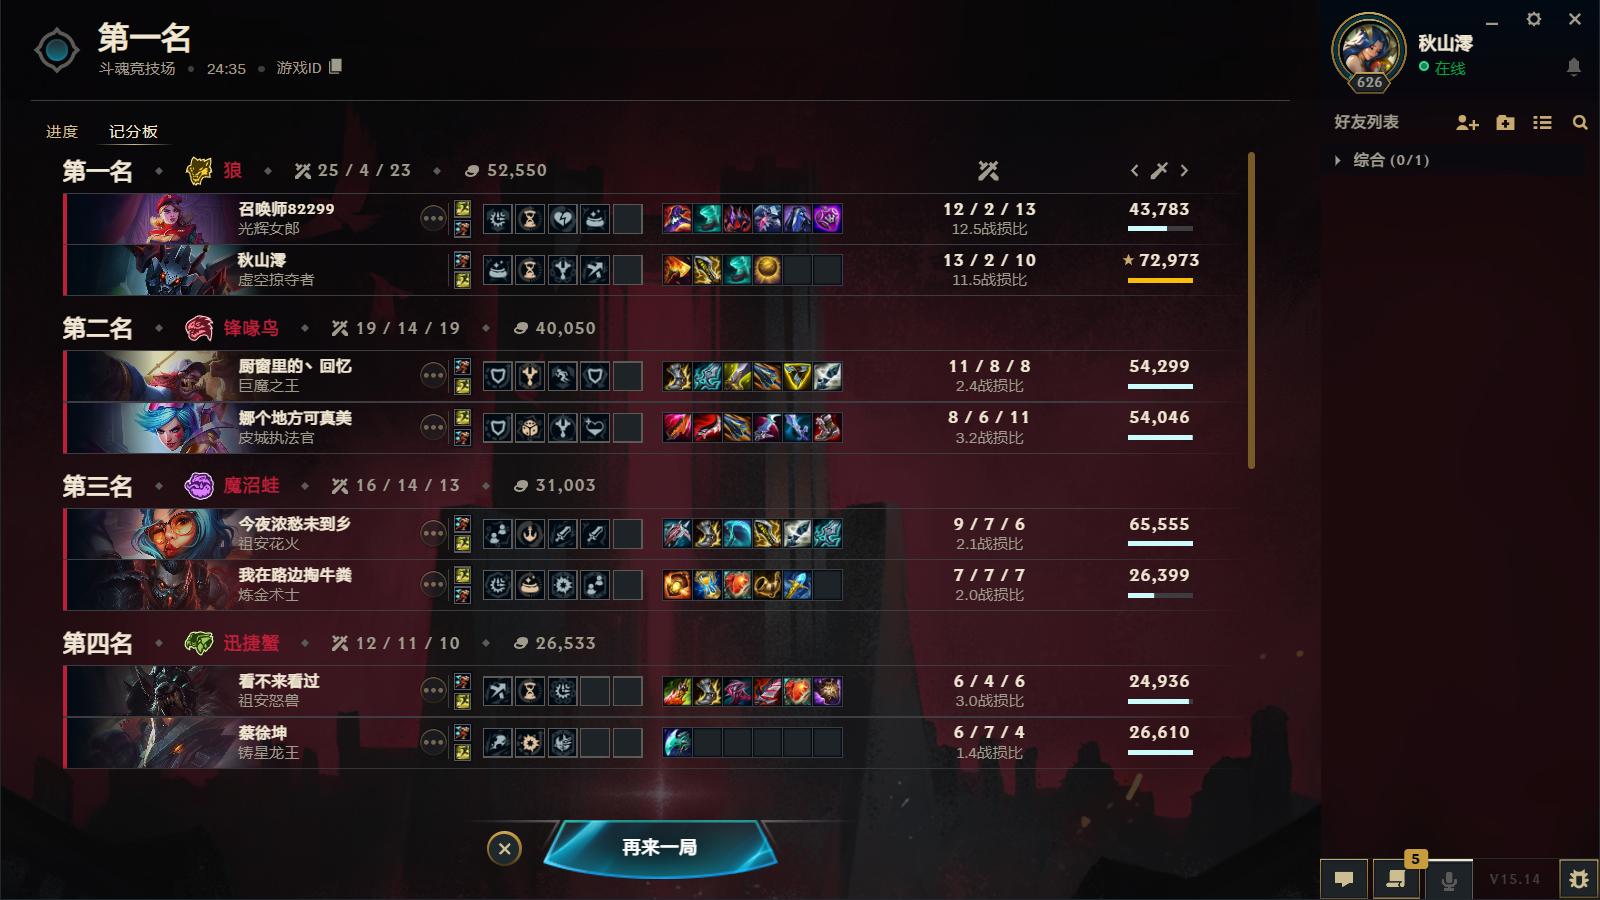 第一名
斗魂竞技场 • 24:35 • 游戏ID
进度 记分板
第一名 狼 25 / 4 / 23 52,550
召唤师82299 12 / 2 / 13 43,783
光辉女郎 12.5战损比
秋山澪 13 / 2 / 10 72,973
虚空掠夺者 11.5战损比
第二名 锋喙鸟 19 / 14 / 19 40,050
厨窗里的丶回忆 11 / 8 / 8 54,299
巨魔之王 2.4战损比
娜个地方可真美 8 / 6 / 11 54,046
皮城执法官 3.2战损比
第三名 魔沼蛙 16 / 14 / 13 31,003
今夜浓愁未到乡 9 / 7 / 6 65,555
祖安花火 2.1战损比
我在路边掏牛粪 7 / 7 / 7 26,399
炼金术士 2.0战损比
第四名 迅捷蟹 12 / 11 / 10 26,533
看不来看过 6 / 4 / 6 24,936
祖安怒兽 3.0战损比
蔡徐坤 6 / 7 / 4 26,610
铸星龙王 1.4战损比
再来一局
秋山澪
在线
626
好友列表
综合 (0/1)
5
V15.14